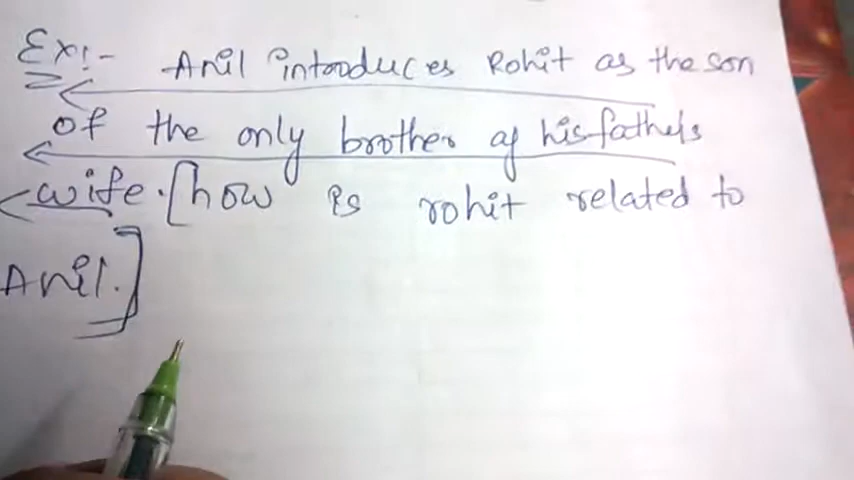 Ex:- Anil introduces Rohit as the son
of the only brother of his father's
wife. [how is rohit related to
Anil.]